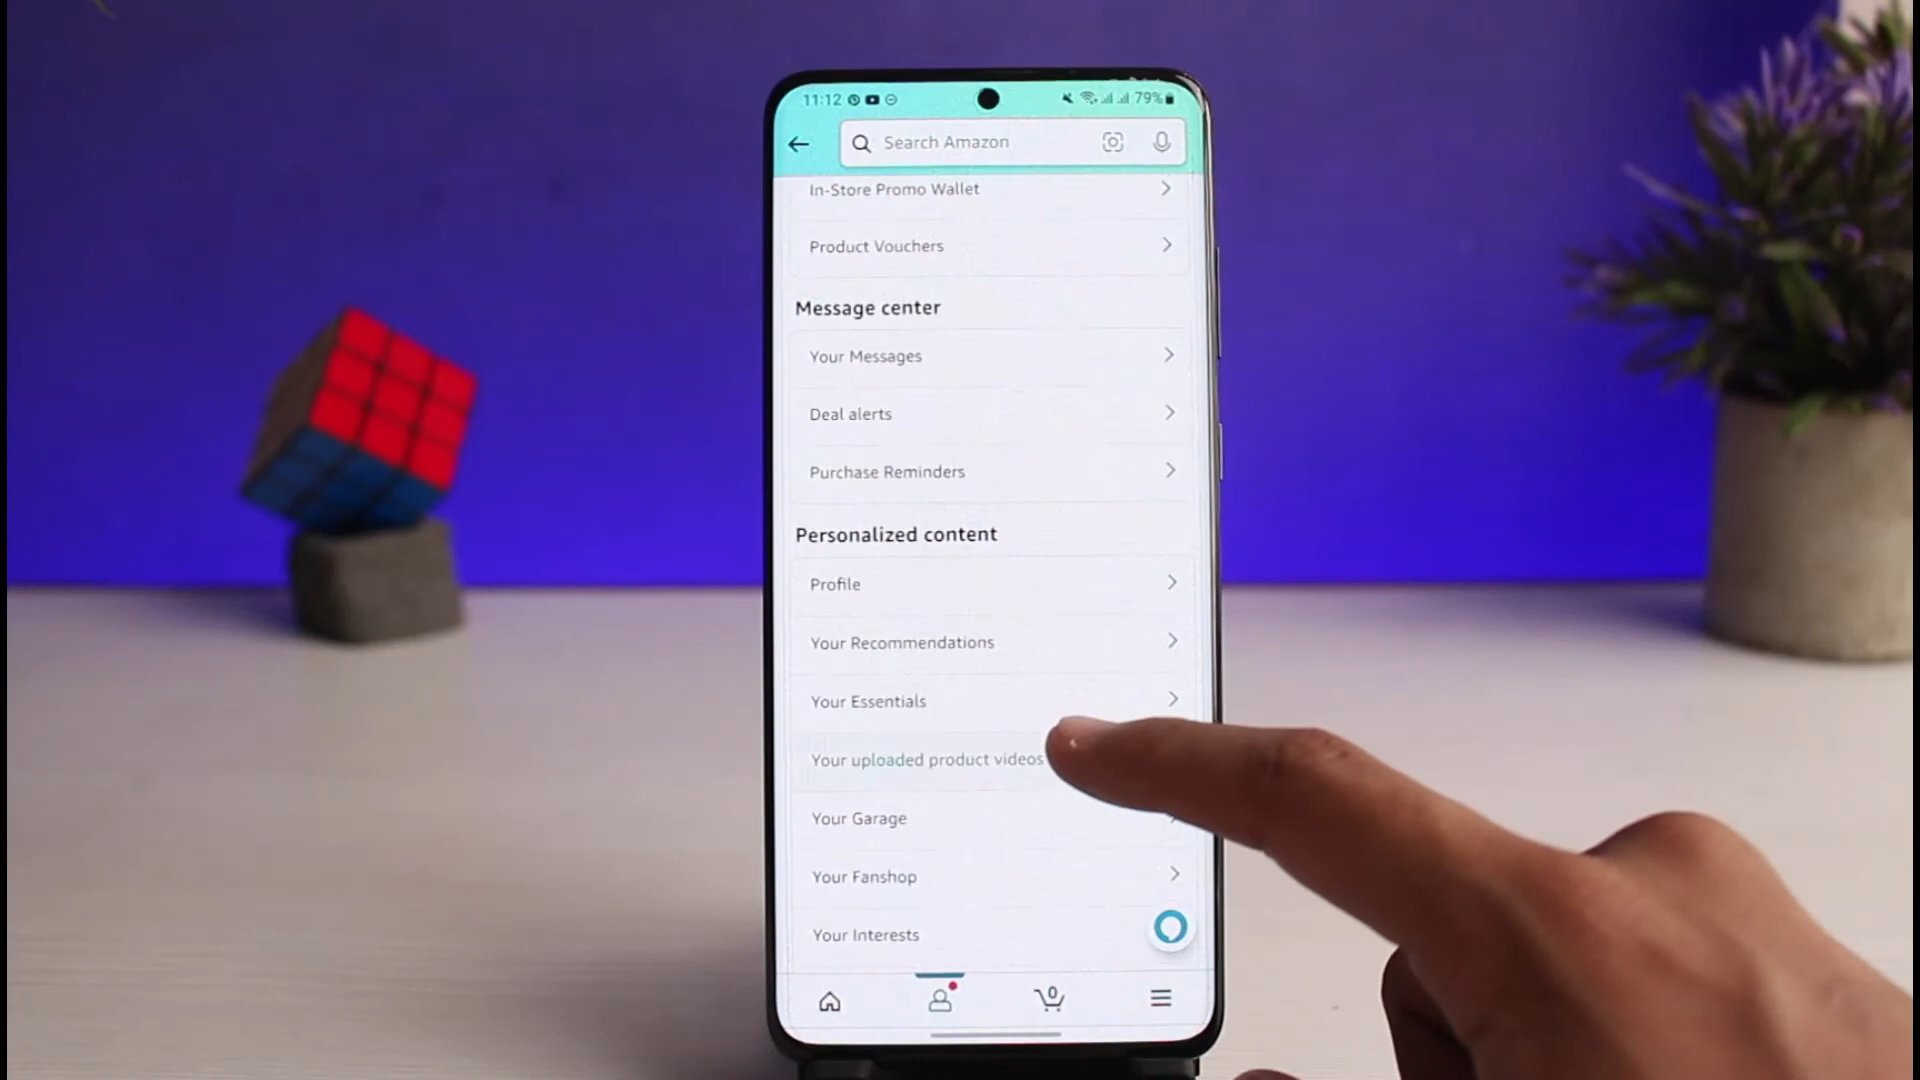 11:12
79%
Search Amazon
In-Store Promo Wallet
Product Vouchers
Message center
Your Messages
Deal alerts
Purchase Reminders
Personalized content
Profile
Your Recommendations
Your Essentials
Your uploaded product videos
Your Garage
Your Fanshop
Your Interests
0